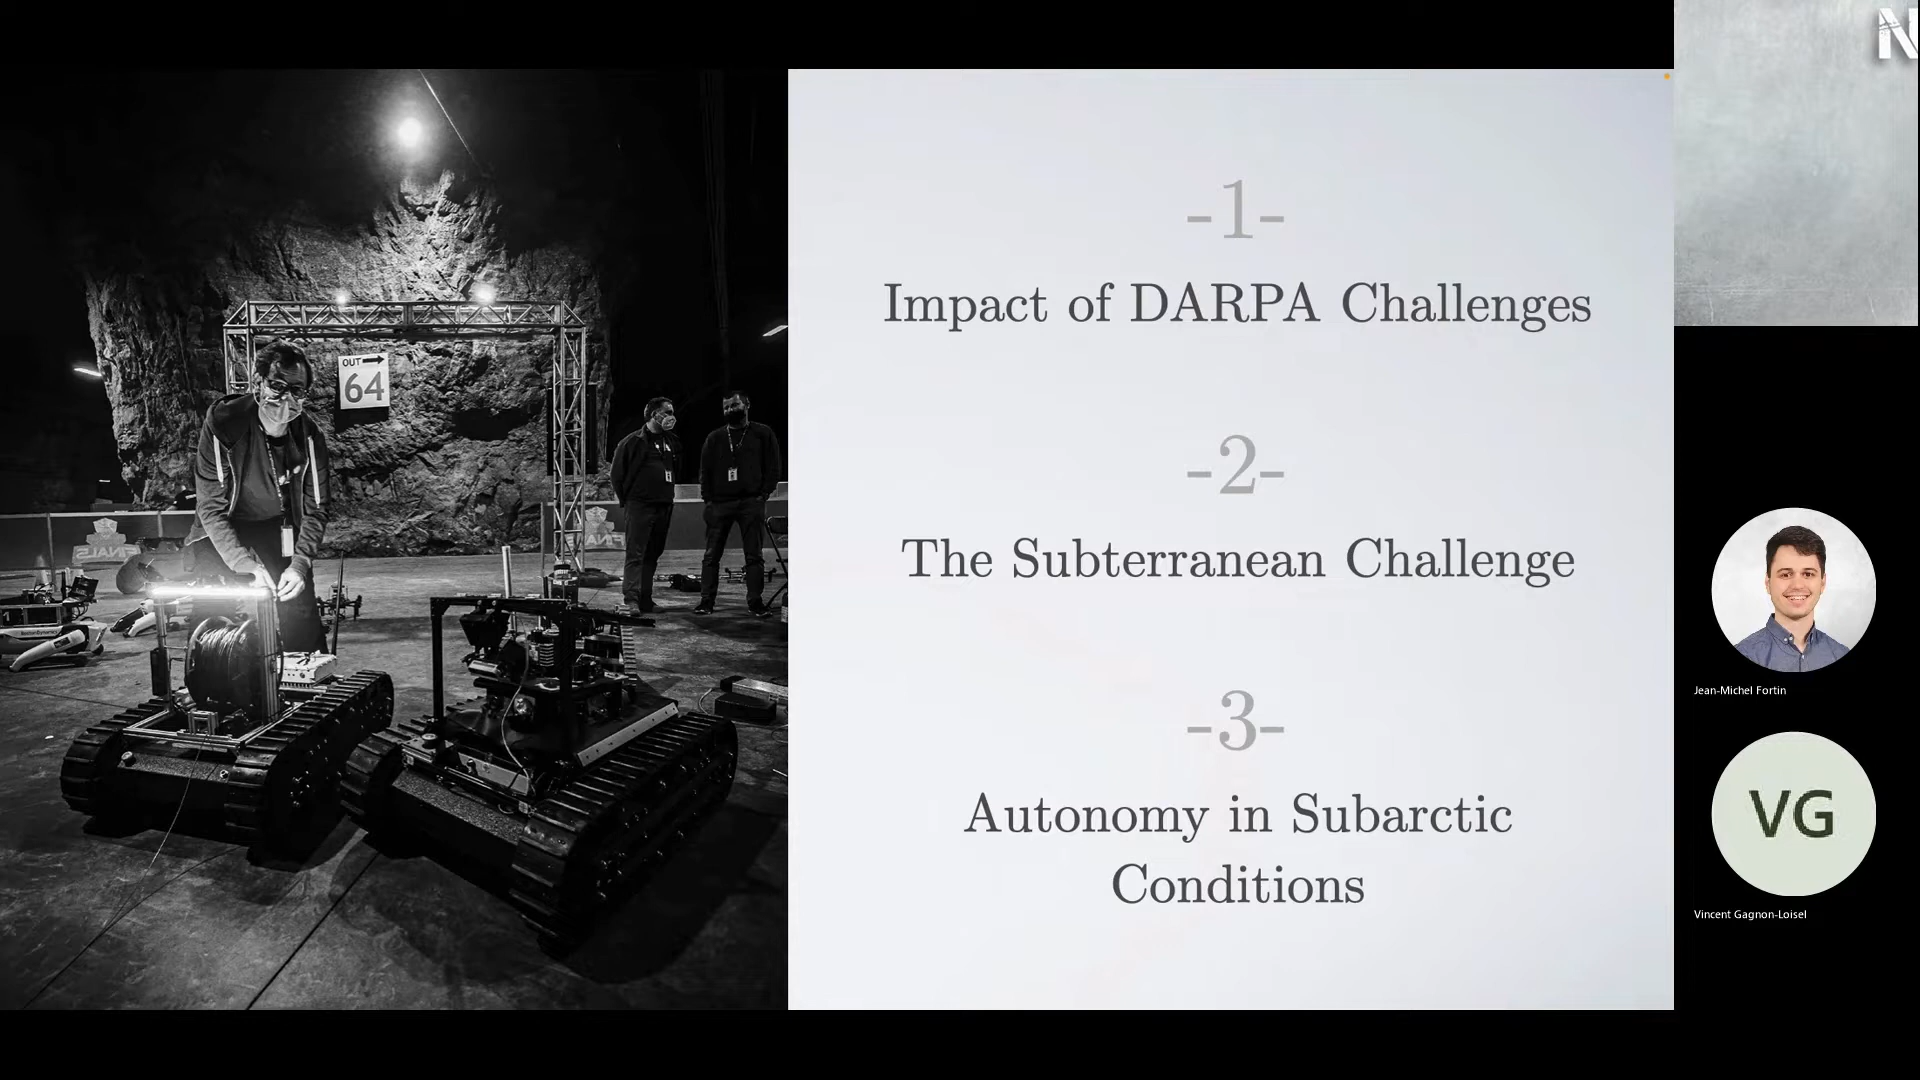 OUT
64
FINALS
FINALS
-1-
Impact of DARPA Challenges
-2-
The Subterranean Challenge
-3-
Autonomy in Subarctic
Conditions
N
Jean-Michel Fortin
VG
Vincent Gagnon-Loisel